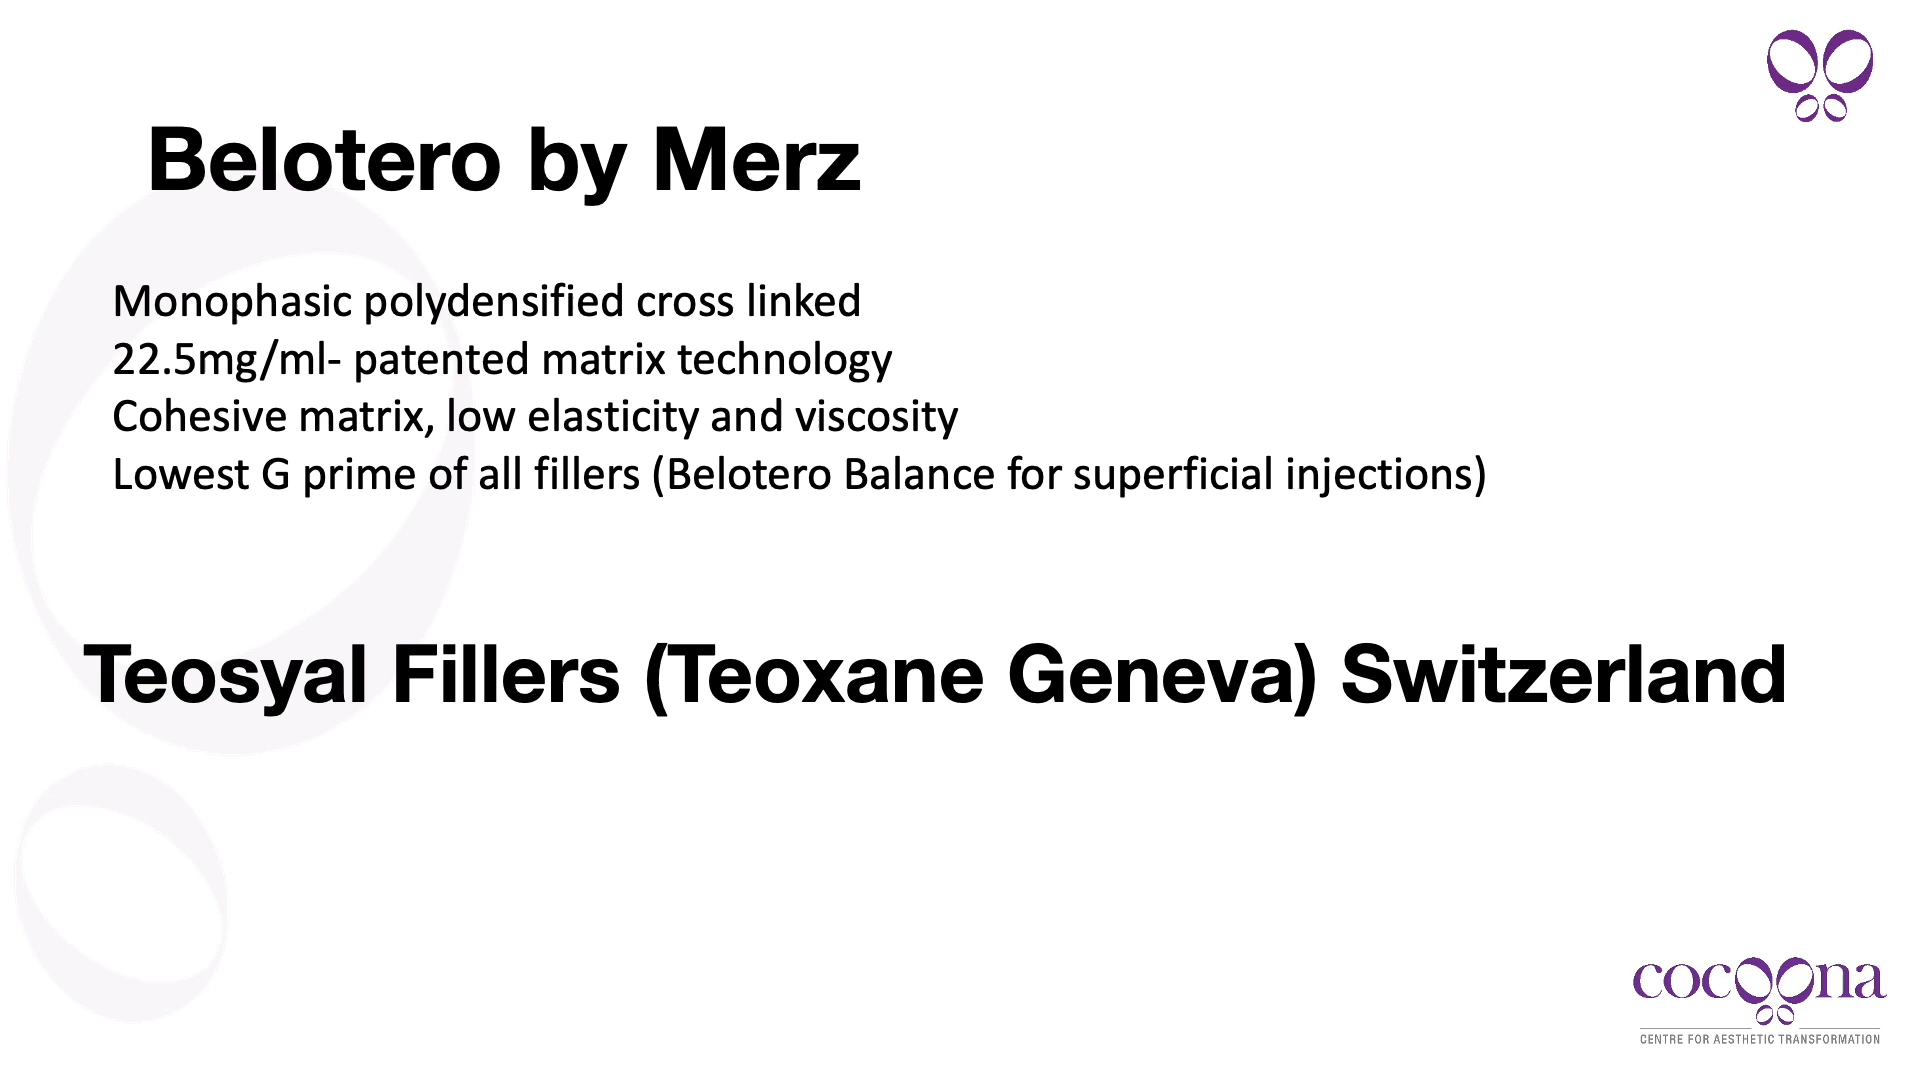 Belotero by Merz
Monophasic polydensified cross linked
22.5mg/ml- patented matrix technology
Cohesive matrix, low elasticity and viscosity
Lowest G prime of all fillers (Belotero Balance for superficial injections)
Teosyal Fillers (Teoxane Geneva) Switzerland
cocoona
CENTRE FOR AESTHETIC TRANSFORMATION